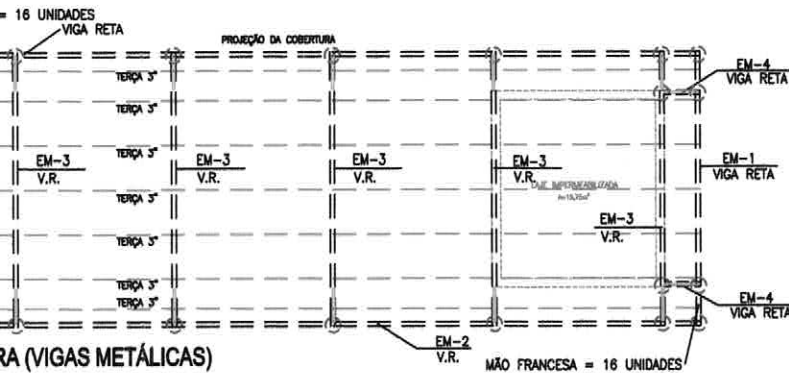 = 16 UNIDADES
VIGA RETA
PROJEÇÃO DA COBERTURA
EM-4
VIGA RETA
TERÇA 3"
TERÇA 3"
TERÇA 3"
EM-3
V.R.
EM-3
V.R.
EM-3
V.R.
EM-3
V.R.
EM-1
VIGA RETA
LAJE IMPERMEABILIZADA
TERÇA 3"
EM-3
V.R.
TERÇA 3"
TERÇA 3"
TERÇA 3"
EM-4
VIGA RETA
EM-2
V.R.
RA (VIGAS METÁLICAS)
MÃO FRANCESA = 16 UNIDADES